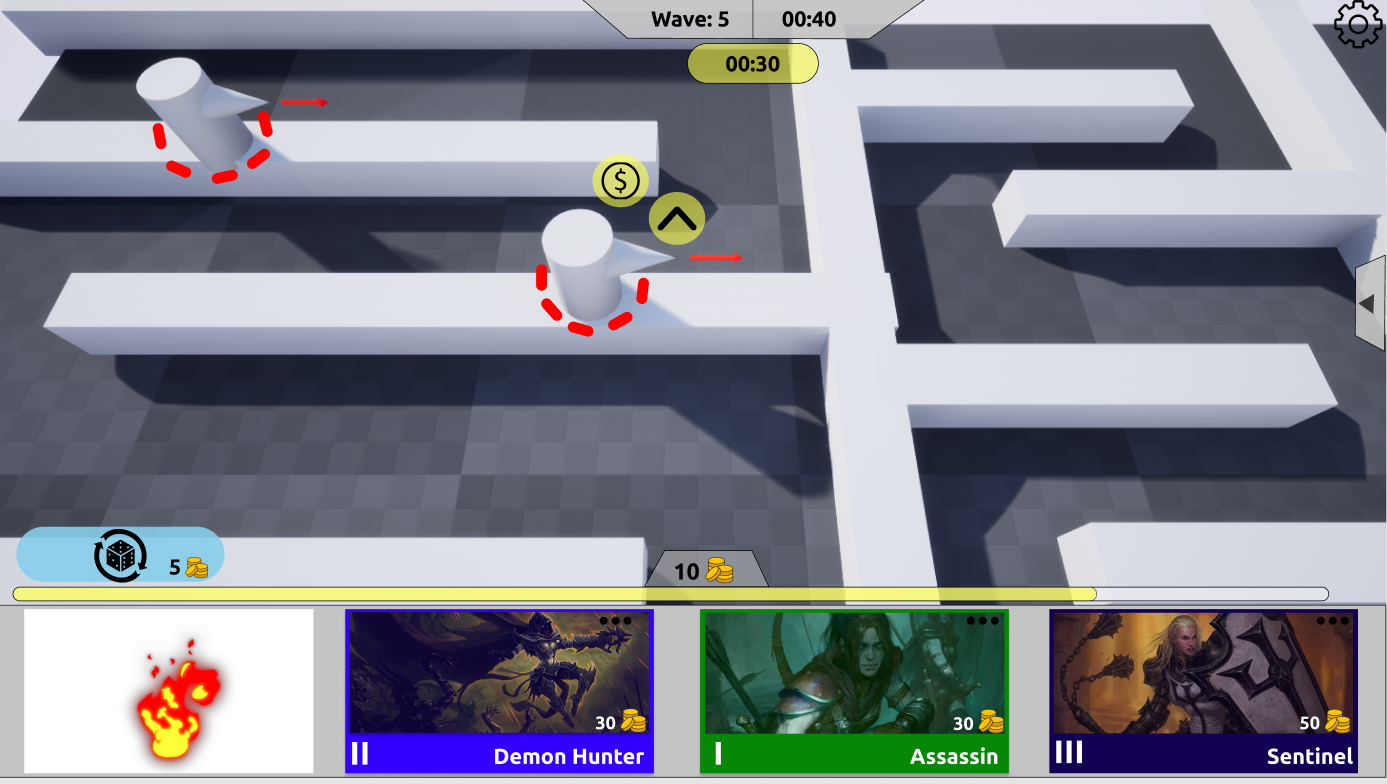 Wave: 5
00:40
00:30
$
5
10
30
II
Demon Hunter
30
I
Assassin
50
III
Sentinel